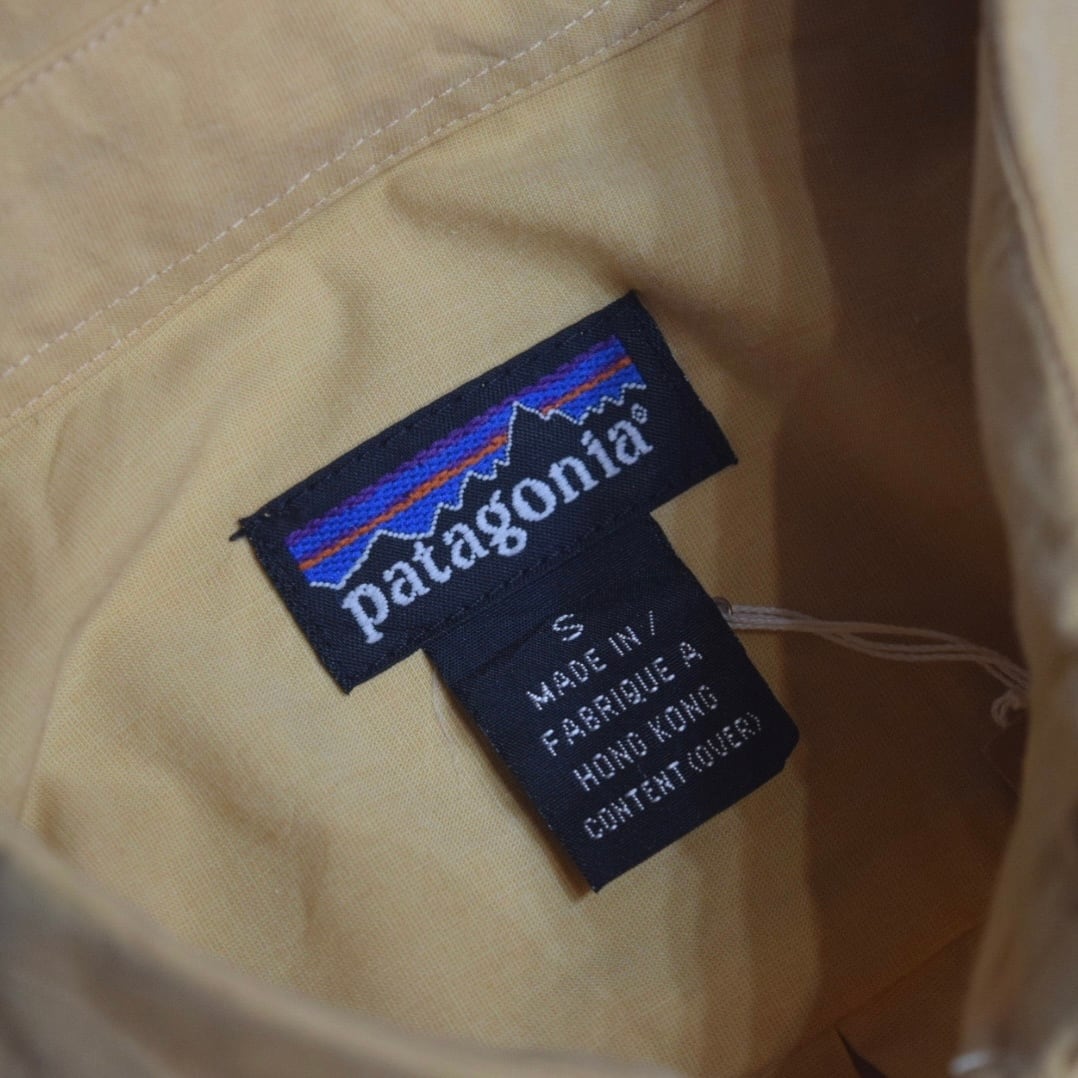 patagonia®
S
MADE IN /
FABRIQUE A
HONG KONG
CONTENT (OVER)